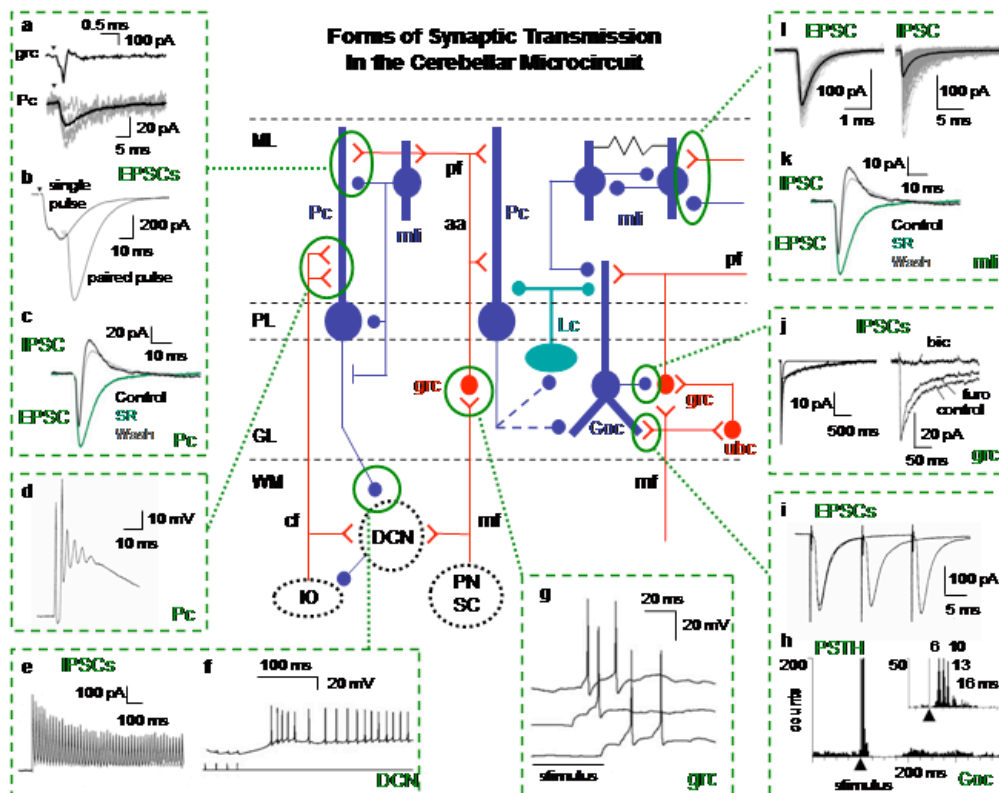 Forms of Synaptic Transmission
In the Cerebellar Microcircuit
a
0.5 ms
100 pA
grc
Pc
20 pA
5 ms
EPSCs
b
single
pulse
200 pA
10 ms
paired pulse
c
20 pA
IPSC
10 ms
EPSC
Control
SR
Wash
Pc
d
10 mV
10 ms
Pc
e
IPSCs
100 pA
100 ms
f
100 ms
20 mV
DCN
ML
pf
Pc
mli
aa
Pc
mli
pf
PL
Lc
grc
Goc
grc
GL
ubc
WM
mf
cf
DCN
mf
IO
PN
SC
g
20 ms
20 mV
stimulus
grc
l
EPSC
IPSC
100 pA
1 ms
100 pA
5 ms
k
10 pA
IPSC
10 ms
EPSC
Control
SR
Wash
mli
j
IPSCs
bic
furo
control
10 pA
500 ms
20 pA
50 ms
grc
i
EPSCs
100 pA
5 ms
h
PSTH
200
counts
50
6
10
13
16 ms
stimulus
200 ms
Goc